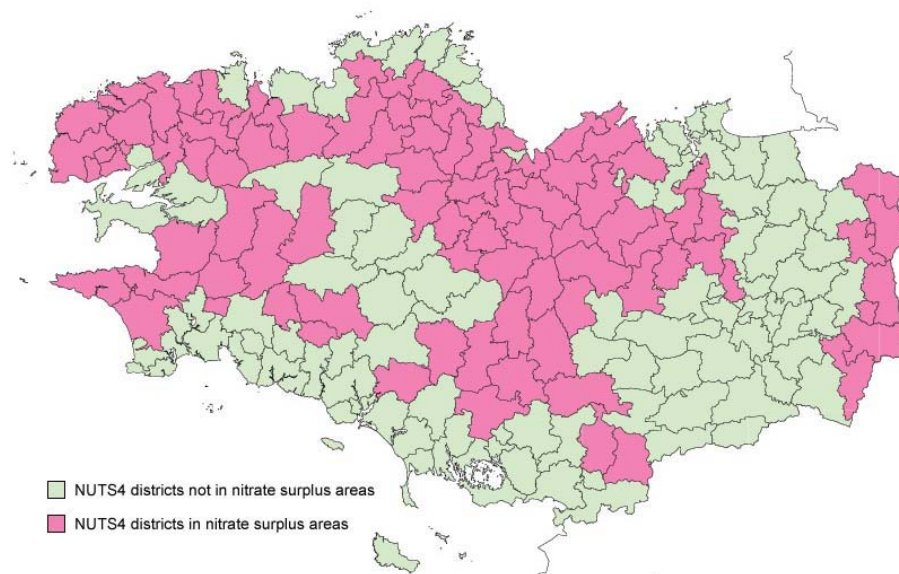 NUTS4 districts not in nitrate surplus areas
NUTS4 districts in nitrate surplus areas